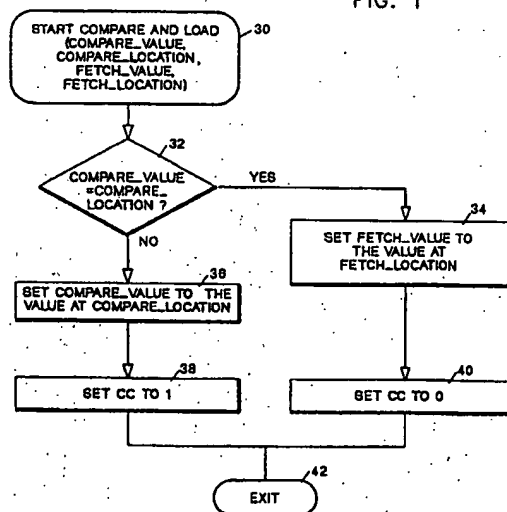 FIG. 1
START COMPARE AND LOAD
(COMPARE_VALUE,
COMPARE_LOCATION,
FETCH_VALUE,
FETCH_LOCATION)
30
32
COMPARE_VALUE
=COMPARE_
LOCATION ?
YES
NO
34
SET FETCH_VALUE TO
THE VALUE AT
FETCH_LOCATION
36
SET COMPARE_VALUE TO THE
VALUE AT COMPARE_LOCATION
38
SET CC TO 1
40
SET CC TO 0
42
EXIT